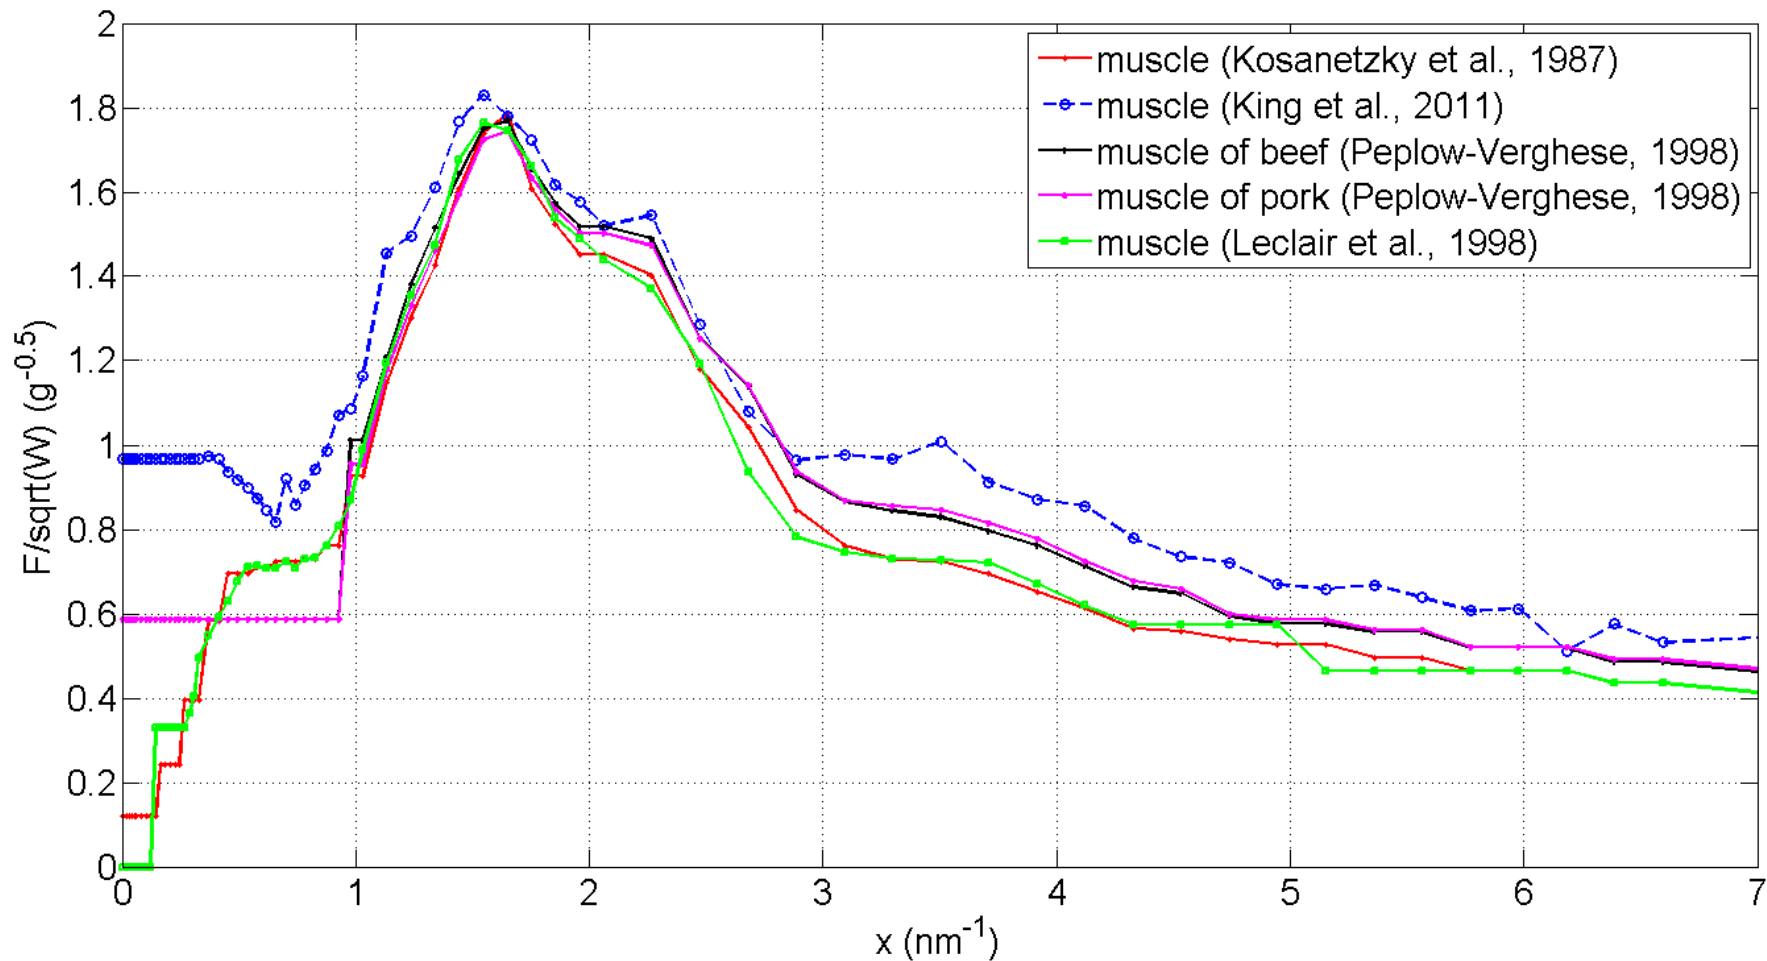 F/sqrt(W) (g^-0.5)
2
1.8
1.6
1.4
1.2
1
0.8
0.6
0.4
0.2
0
muscle (Kosanetzky et al., 1987)
muscle (King et al., 2011)
muscle of beef (Peplow-Verghese, 1998)
muscle of pork (Peplow-Verghese, 1998)
muscle (Leclair et al., 1998)
0 1 2 3 4 5 6 7
x (nm^-1)